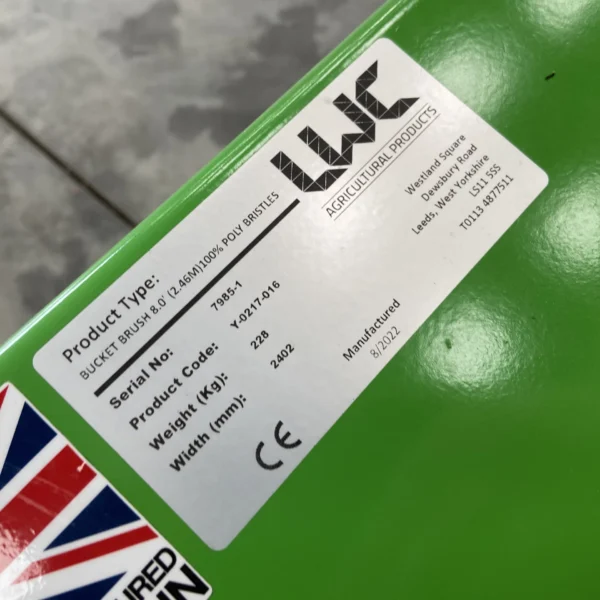 LWC
AGRICULTURAL PRODUCTS
Westland Square
Dewsbury Road
Leeds, West Yorkshire
LS11 5SS
T0113 4877511
Product Type:
BUCKET BRUSH 8.0' (2.46M)100% POLY BRISTLES
Serial No: 7985-1
Product Code: Y-0217-016
Weight (Kg): 228
Width (mm): 2402
Manufactured
8/2022
CE